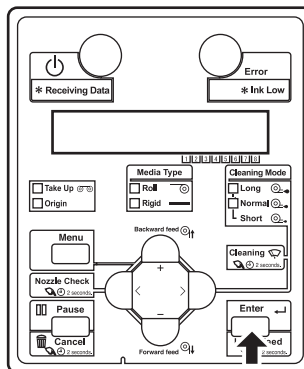 Error
* Receiving Data
* Ink Low
1 2 3 4 5 6 7 8
Media Type
Cleaning Mode
Take Up
Roll
Long
Origin
Rigid
Normal
Short
Menu
Backward feed
Cleaning
2 seconds.
+
Nozzle Check
2 seconds.
< >
Pause
Enter
−
Cancel
2 seconds.
Forward feed
2 seconds.